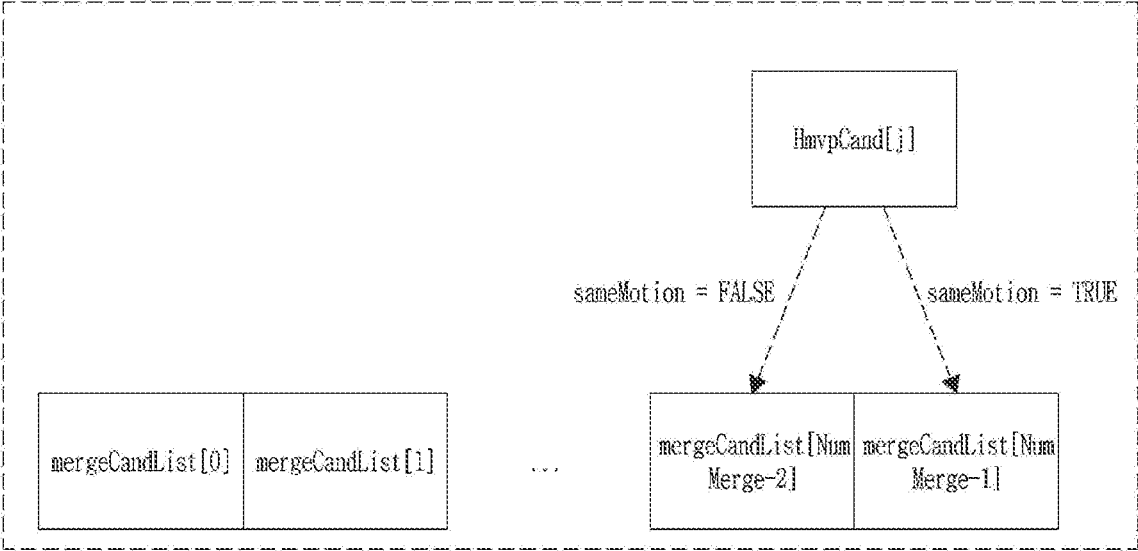 HmvpCand[j]
sameMotion = FALSE
sameMotion = TRUE
mergeCandList[0]
mergeCandList[1]
...
mergeCandList[Num
Merge-2]
mergeCandList[Num
Merge-1]